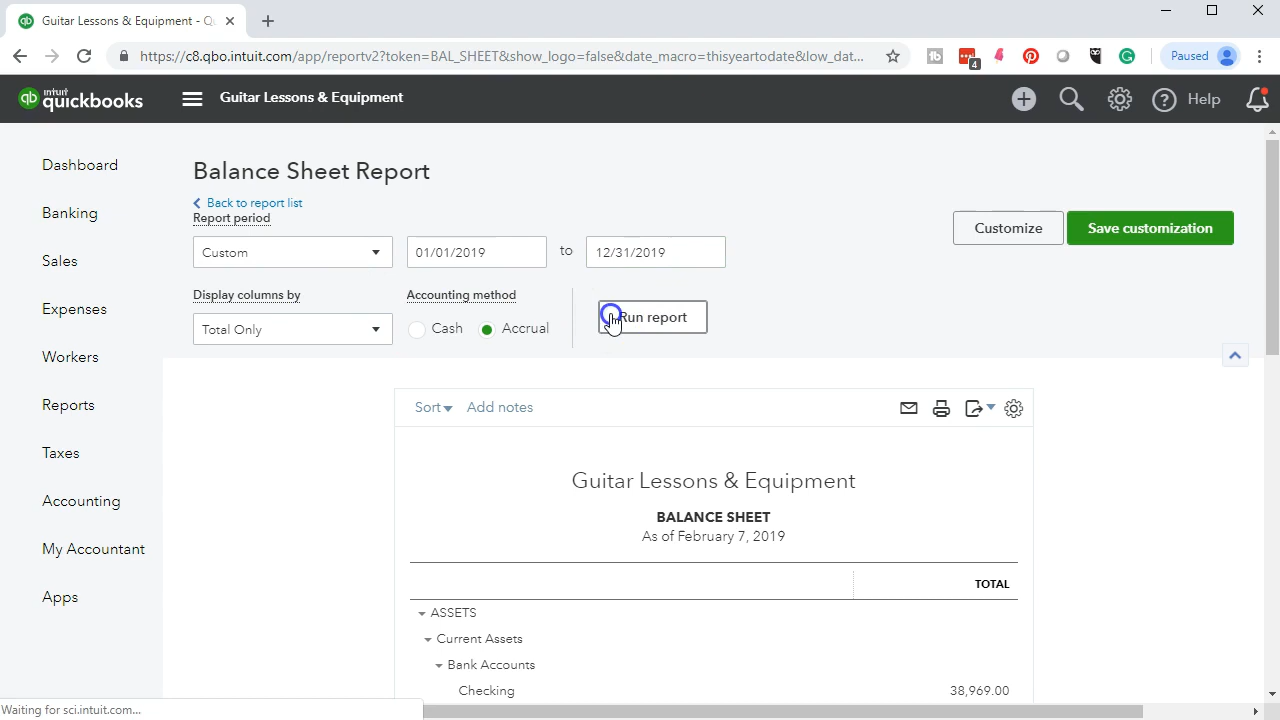 Guitar Lessons & Equipment - Q
https://c8.qbo.intuit.com/app/reportv2?token=BAL_SHEET&show_logo=false&date_macro=thisyeartodate&low_dat...
4
Paused
qb intuit quickbooks
Guitar Lessons & Equipment
Help
Dashboard
Banking
Sales
Expenses
Workers
Reports
Taxes
Accounting
My Accountant
Apps
Balance Sheet Report
Back to report list
Report period
Custom
01/01/2019
to
12/31/2019
Customize
Save customization
Display columns by
Accounting method
Total Only
Cash
Accrual
Run report
Sort
Add notes
Guitar Lessons & Equipment
BALANCE SHEET
As of February 7, 2019
TOTAL
ASSETS
Current Assets
Bank Accounts
Checking 38,969.00
Waiting for sci.intuit.com...